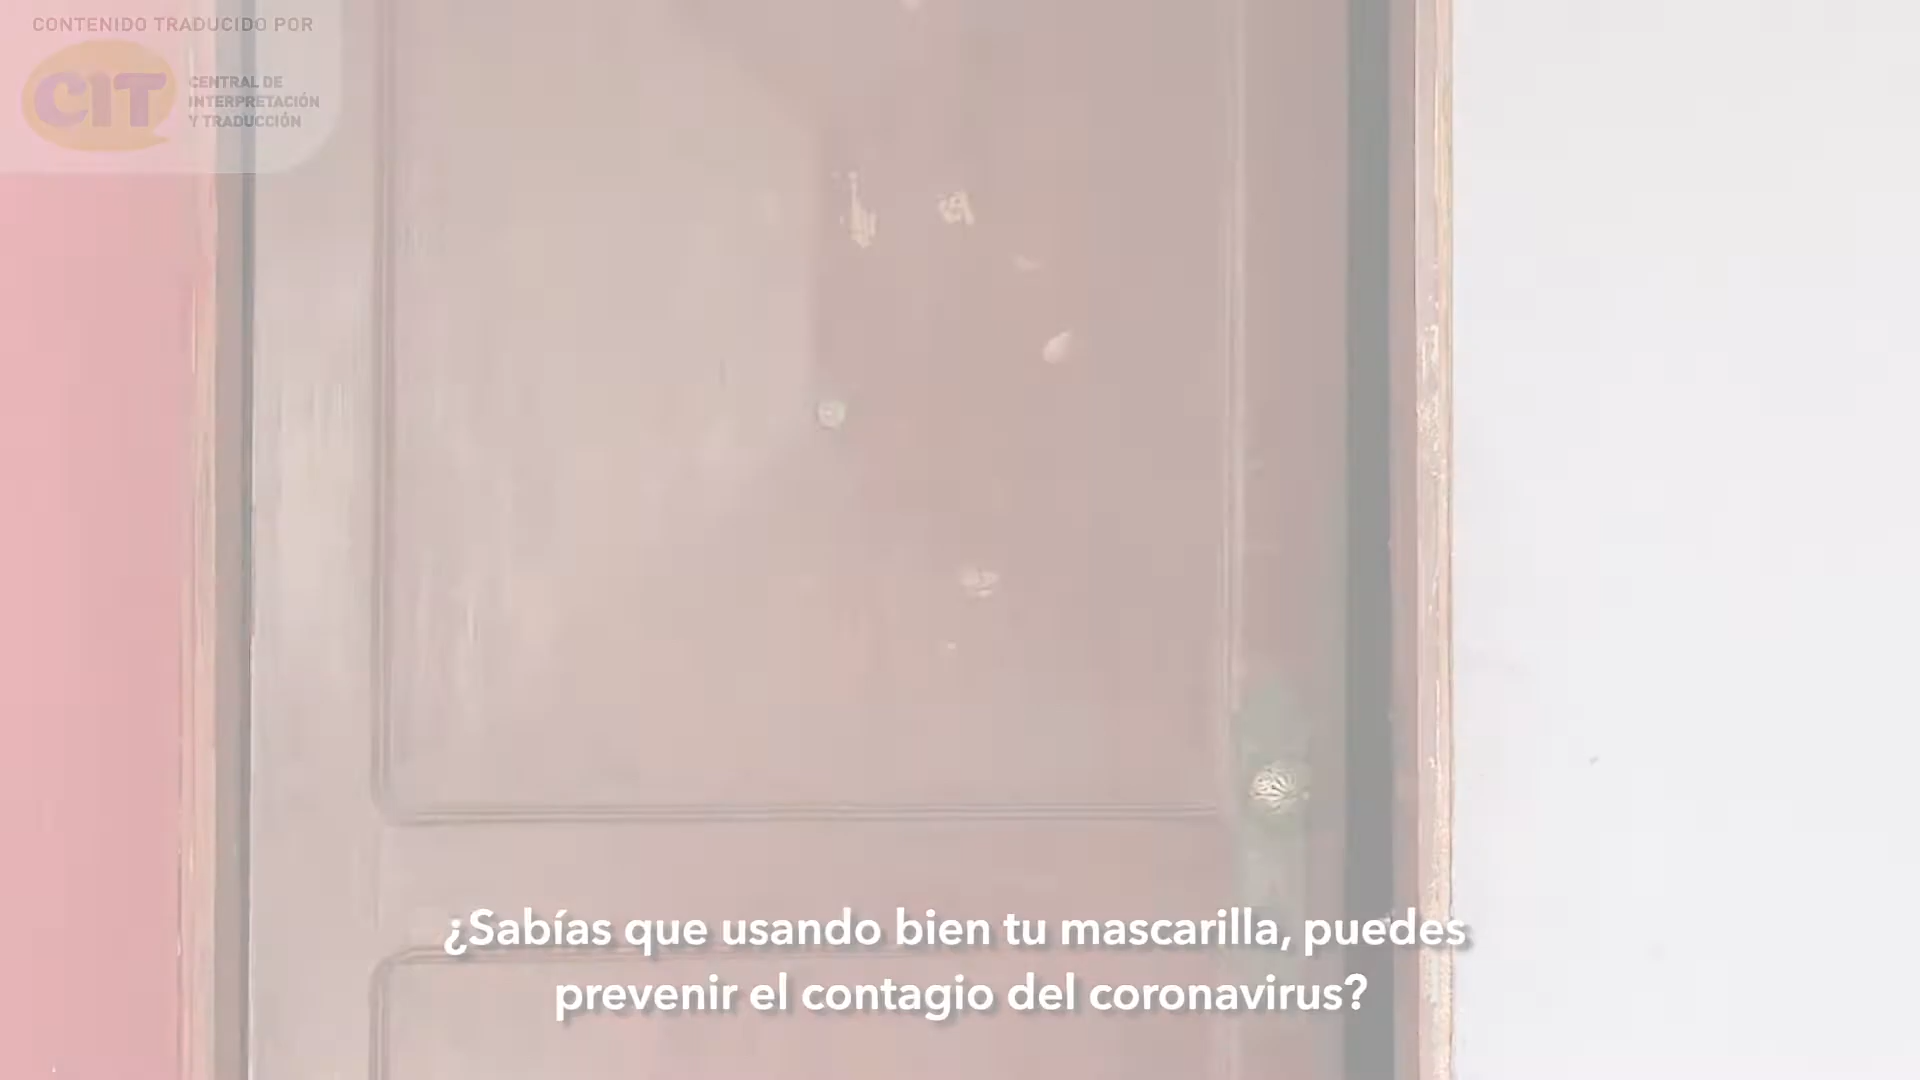 CONTENIDO TRADUCIDO POR
CIT
CENTRAL DE
INTERPRETACIÓN
Y TRADUCCIÓN
¿Sabías que usando bien tu mascarilla, puedes
prevenir el contagio del coronavirus?